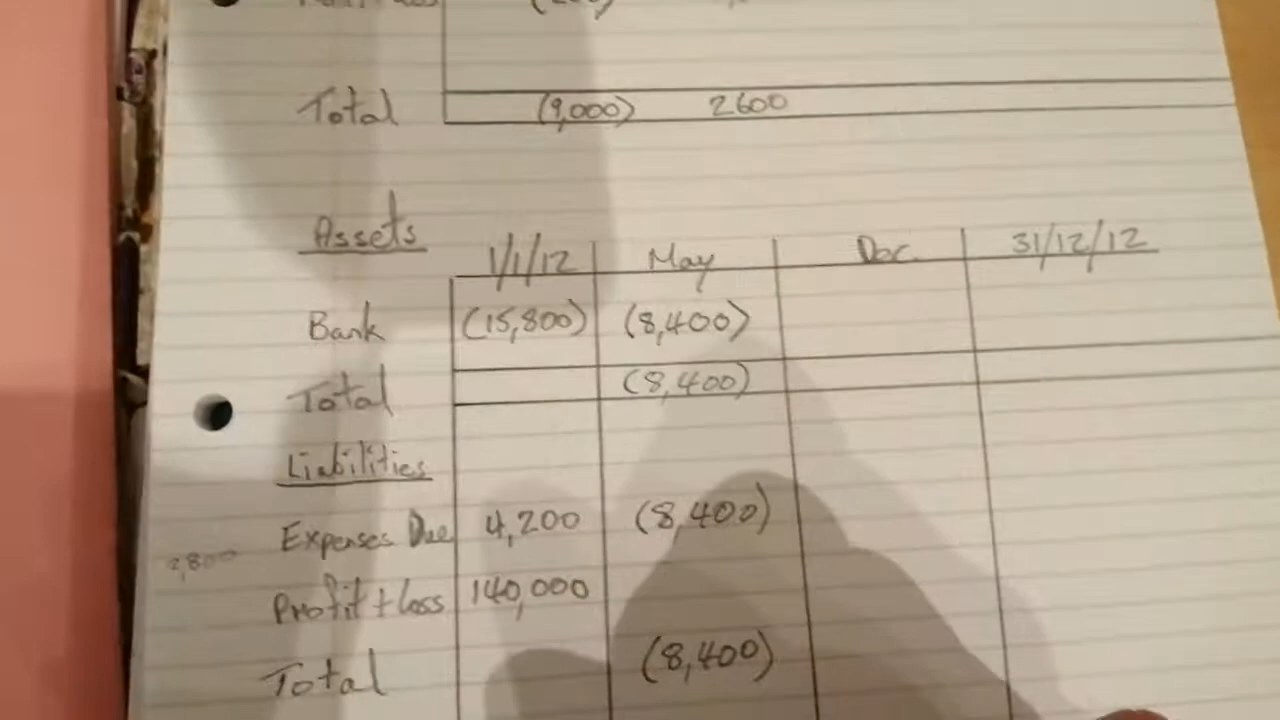 Total (9,000) 2600
Assets 1/1/12 May Dec. 31/12/12
Bank (15,800) (8,400)
Total (8,400)
Liabilities
Expenses Due 4,200 (8,400)
Profit + loss 140,000
Total (8,400)